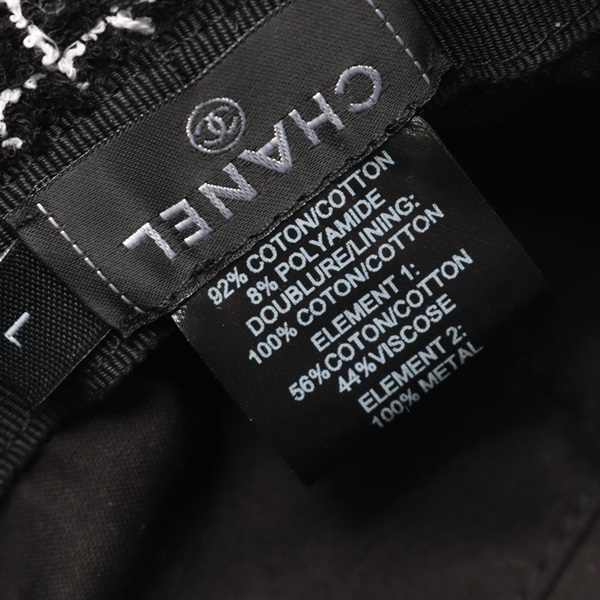 CHANEL
92% COTON/COTTON
8% POLYAMIDE
DOUBLURE/LINING:
100% COTON/COTTON
ELEMENT 1:
56%COTON/COTTON
44%VISCOSE
ELEMENT 2:
100% METAL
L